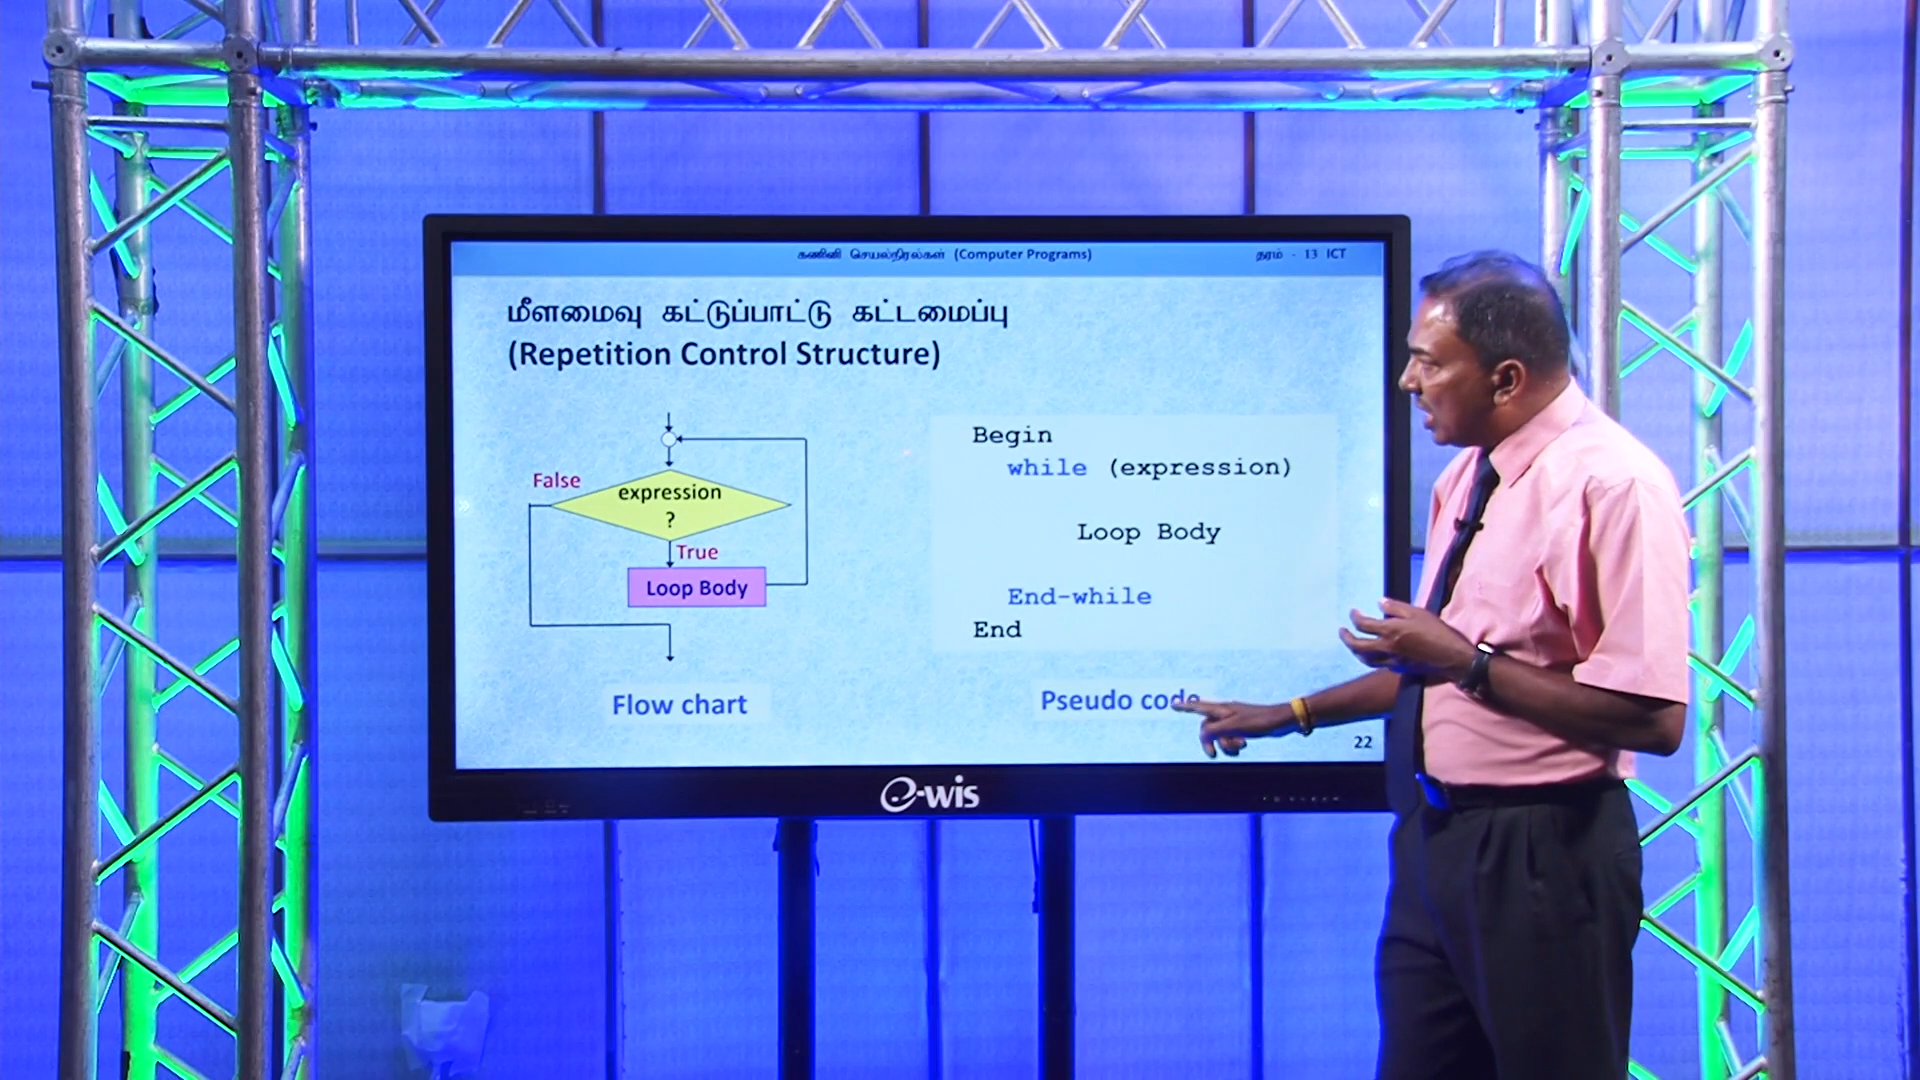 கணினி செயல்நிரல்கள் (Computer Programs)
தரம் - 13 ICT
மீளமைவு கட்டுப்பாட்டு கட்டமைப்பு
(Repetition Control Structure)
False
expression
?
True
Loop Body
Flow chart
Begin
while (expression)
Loop Body
End-while
End
Pseudo code
22
e-wis